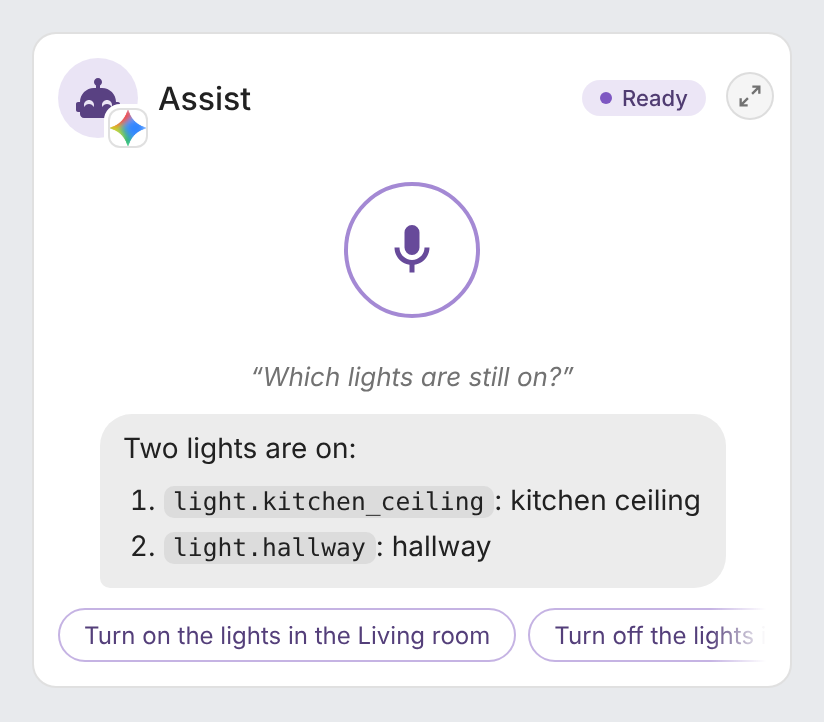 Assist
Ready
“Which lights are still on?”
Two lights are on:
1. light.kitchen_ceiling: kitchen ceiling
2. light.hallway: hallway
Turn on the lights in the Living room
Turn off the lights